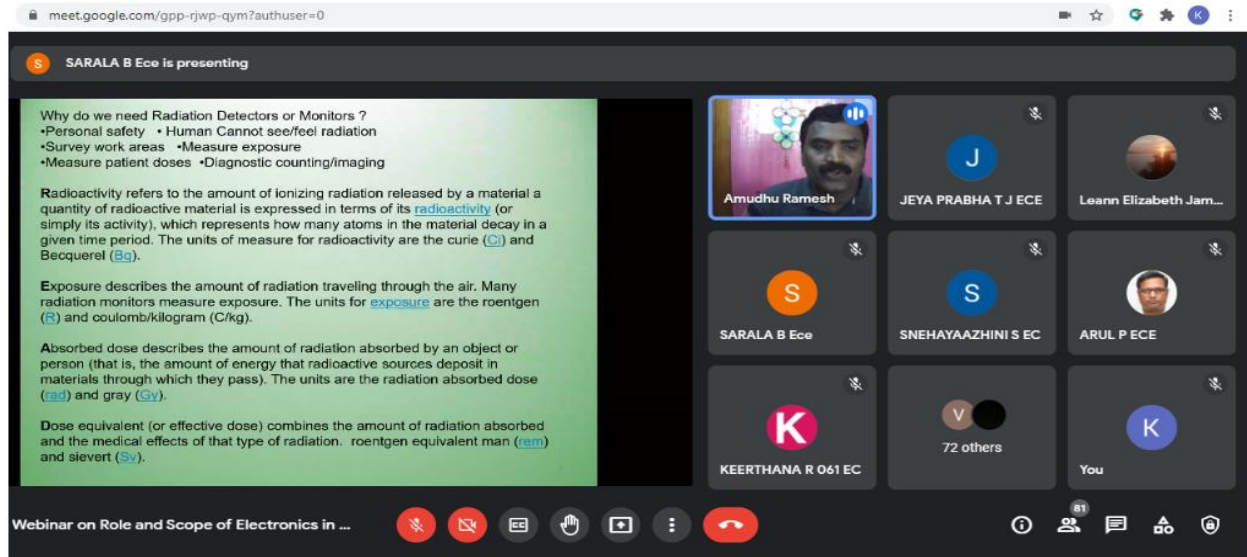 meet.google.com/gpp-rjwp-qym?authuser=0
K
S
SARALA B Ece is presenting
Why do we need Radiation Detectors or Monitors ?
•Personal safety • Human Cannot see/feel radiation
•Survey work areas •Measure exposure
•Measure patient doses •Diagnostic counting/imaging
Radioactivity refers to the amount of ionizing radiation released by a material a
quantity of radioactive material is expressed in terms of its radioactivity (or
simply its activity), which represents how many atoms in the material decay in a
given time period. The units of measure for radioactivity are the curie (Ci) and
Becquerel (Bq).
Exposure describes the amount of radiation traveling through the air. Many
radiation monitors measure exposure. The units for exposure are the roentgen
(R) and coulomb/kilogram (C/kg).
Absorbed dose describes the amount of radiation absorbed by an object or
person (that is, the amount of energy that radioactive sources deposit in
materials through which they pass). The units are the radiation absorbed dose
(rad) and gray (Gy).
Dose equivalent (or effective dose) combines the amount of radiation absorbed
and the medical effects of that type of radiation. roentgen equivalent man (rem)
and sievert (Sv).
Amudhu Ramesh
J
JEYA PRABHA T J ECE
Leann Elizabeth Jam...
S
SARALA B Ece
S
SNEHAYAAZHINI S EC
ARUL P ECE
K
KEERTHANA R 061 EC
V
72 others
K
You
Webinar on Role and Scope of Electronics in ...
CC
81